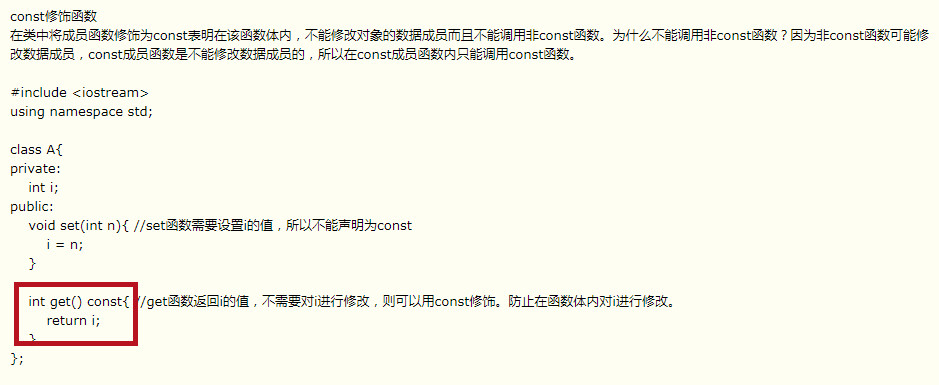 const修饰函数
在类中将成员函数修饰为const表明在该函数体内，不能修改对象的数据成员而且不能调用非const函数。为什么不能调用非const函数？因为非const函数可能修
改数据成员，const成员函数是不能修改数据成员的，所以在const成员函数内只能调用const函数。
#include <iostream>
using namespace std;
class A{
private:
int i;
public:
void set(int n){ //set函数需要设置i的值，所以不能声明为const
i = n;
}
int get() const{ //get函数返回i的值，不需要对i进行修改，则可以用const修饰。防止在函数体内对i进行修改。
return i;
}
};